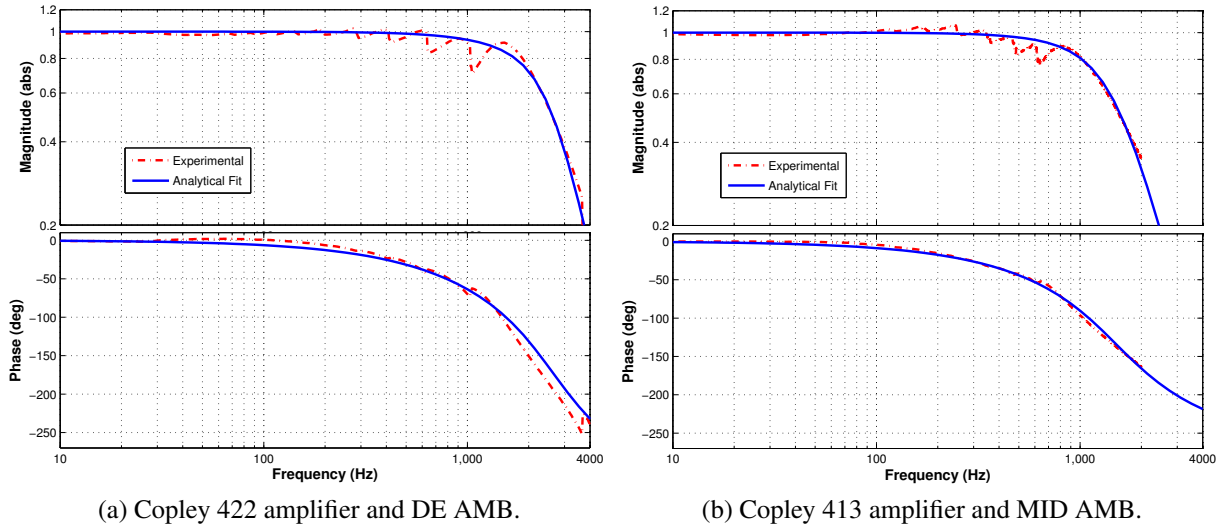 1.2
1
0.8
0.6
0.4
0.2
Magnitude (abs)
Experimental
Analytical Fit
0
−50
−100
−150
−200
−250
Phase (deg)
10
100
1,000
4000
Frequency (Hz)
(a) Copley 422 amplifier and DE AMB.
1.2
1
0.8
0.6
0.4
0.2
Magnitude (abs)
Experimental
Analytical Fit
0
−50
−100
−150
−200
−250
Phase (deg)
10
100
1,000
4000
Frequency (Hz)
(b) Copley 413 amplifier and MID AMB.